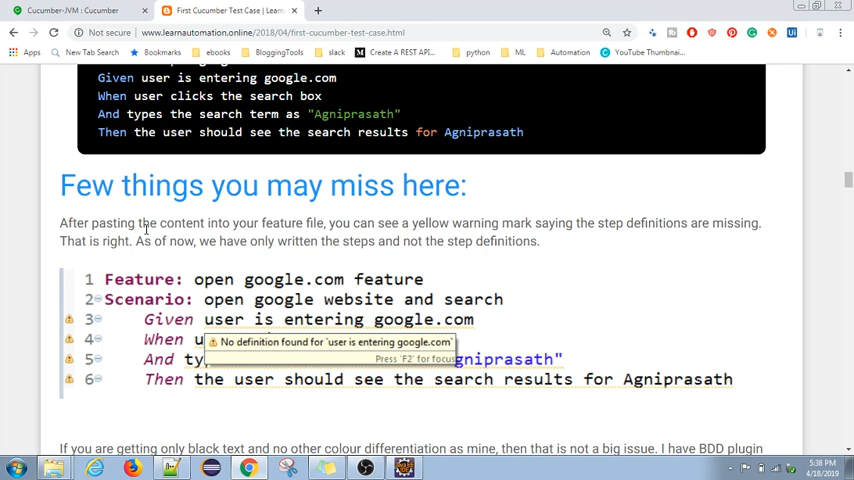 Cucumber-JVM : Cucumber
First Cucumber Test Case | Learn
Not secure
www.learnautomation.online/2018/04/first-cucumber-test-case.html
Apps
New Tab Search
Bookmarks
ebooks
BloggingTools
slack
Create A REST API...
python
ML
Automation
YouTube Thumbnai...
Given user is entering google.com
When user clicks the search box
And types the search term as "Agniprasath"
Then the user should see the search results for Agniprasath
Few things you may miss here:
After pasting the content into your feature file, you can see a yellow warning mark saying the step definitions are missing.
That is right. As of now, we have only written the steps and not the step definitions.
1 Feature: open google.com feature
2 Scenario: open google website and search
3 Given user is entering google.com
4 When u
No definition found for `user is entering google.com`
Press 'F2' for focus
5 And ty gniprasath"
6 Then the user should see the search results for Agniprasath
If you are getting only black text and no other colour differentiation as mine, then that is not a big issue. I have BDD plugin
5:38 PM
4/18/2019